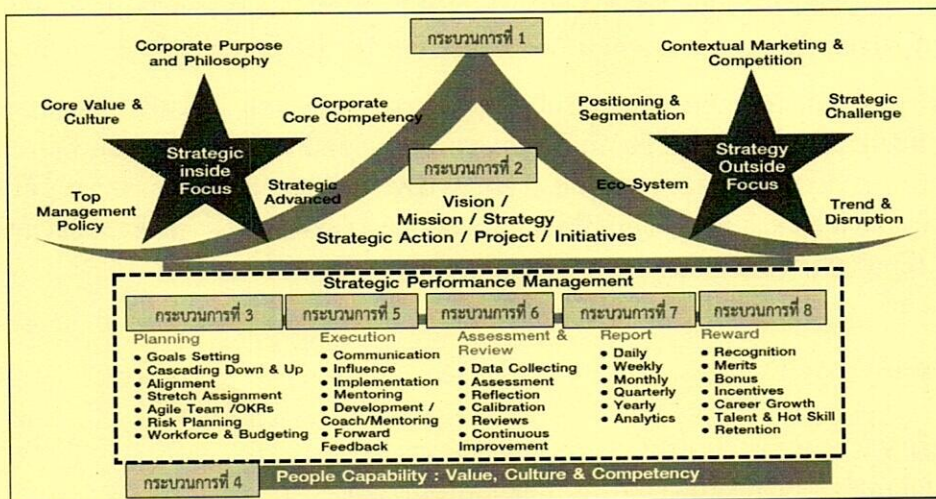 กระบวนการที่ 1
Corporate Purpose
and Philosophy
Core Value &
Culture
Corporate
Core Competency
Strategic
inside
Focus
Top
Management
Policy
Strategic
Advanced
Contextual Marketing &
Competition
Positioning &
Segmentation
Strategic
Challenge
Strategy
Outside
Focus
Eco-System
Trend &
Disruption
กระบวนการที่ 2
Vision /
Mission / Strategy
Strategic Action / Project / Initiatives
Strategic Performance Management
กระบวนการที่ 3
Planning
• Goals Setting
• Cascading Down & Up
• Alignment
• Stretch Assignment
• Agile Team /OKRs
• Risk Planning
• Workforce & Budgeting
กระบวนการที่ 5
Execution
• Communication
• Influence
• Implementation
• Mentoring
• Development /
Coach/Mentoring
• Forward
Feedback
กระบวนการที่ 6
Assessment &
Review
• Data Collecting
• Assessment
• Reflection
• Calibration
• Reviews
• Continuous
Improvement
กระบวนการที่ 7
Report
• Daily
• Weekly
• Monthly
• Quarterly
• Yearly
• Analytics
กระบวนการที่ 8
Reward
• Recognition
• Merits
• Bonus
• Incentives
• Career Growth
• Talent & Hot Skill
• Retention
กระบวนการที่ 4
People Capability : Value, Culture & Competency